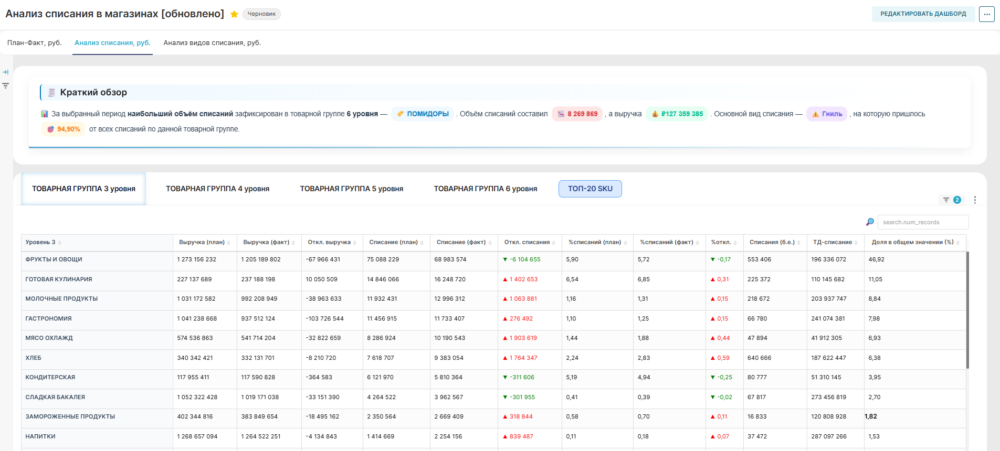 Анализ списания в магазинах [обновлено] Черновик РЕДАКТИРОВАТЬ ДАШБОРД ...
План-Факт, руб. Анализ списания, руб. Анализ видов списания, руб.
Краткий обзор
За выбранный период наибольший объём списаний зафиксирован в товарной группе 6 уровня — ПОМИДОРЫ . Объём списаний составил 8 269 869 , а выручка ₽127 359 385 . Основной вид списания — Гниль , на которую пришлось
94,90% от всех списаний по данной товарной группе.
ТОВАРНАЯ ГРУППА 3 уровня ТОВАРНАЯ ГРУППА 4 уровня ТОВАРНАЯ ГРУППА 5 уровня ТОВАРНАЯ ГРУППА 6 уровня ТОП-20 SKU
2
search.num_records
Уровень 3 Выручка (план) Выручка (факт) Откл. выручка Списание (план) Списание (факт) Откл. списания %списаний (план) %списаний (факт) %откл. Списания (б.е.) ТД-списание Доля в общем значении (%)
ФРУКТЫ И ОВОЩИ 1 273 156 232 1 205 189 802 -67 966 431 75 088 229 68 983 574 ▼ -6 104 655 5,90 5,72 ▼ -0,17 553 406 196 336 072 46,92
ГОТОВАЯ КУЛИНАРИЯ 227 137 689 237 188 198 10 050 509 14 846 066 16 248 720 ▲ 1 402 653 6,54 6,85 ▲ 0,31 225 372 110 145 682 11,05
МОЛОЧНЫЕ ПРОДУКТЫ 1 031 172 582 992 208 949 -38 963 633 11 932 431 12 996 312 ▲ 1 063 881 1,16 1,31 ▲ 0,15 218 672 203 937 747 8,84
ГАСТРОНОМИЯ 1 041 238 668 937 512 124 -103 726 544 11 456 915 11 733 407 ▲ 276 492 1,10 1,25 ▲ 0,15 66 780 241 074 381 7,98
МЯСО ОХЛАЖД 574 536 863 541 714 204 -32 822 659 8 286 924 10 190 543 ▲ 1 903 619 1,44 1,88 ▲ 0,44 47 894 41 912 305 6,93
ХЛЕБ 340 342 421 332 131 701 -8 210 720 7 618 707 9 383 054 ▲ 1 764 347 2,24 2,83 ▲ 0,59 640 666 187 622 447 6,38
КОНДИТЕРСКАЯ 117 955 411 117 590 828 -364 583 6 121 970 5 810 364 ▼ -311 606 5,19 4,94 ▼ -0,25 80 777 51 310 145 3,95
СЛАДКАЯ БАКАЛЕЯ 1 052 322 428 1 019 171 038 -33 151 390 4 264 522 3 962 567 ▼ -301 955 0,41 0,39 ▼ -0,02 67 817 273 456 819 2,70
ЗАМОРОЖЕННЫЕ ПРОДУКТЫ 402 344 816 383 849 654 -18 495 162 2 350 564 2 669 409 ▲ 318 844 0,58 0,70 ▲ 0,11 16 833 120 808 928 1,82
НАПИТКИ 1 268 657 094 1 264 522 251 -4 134 843 1 414 669 2 254 156 ▲ 839 487 0,11 0,18 ▲ 0,07 37 472 287 097 266 1,53